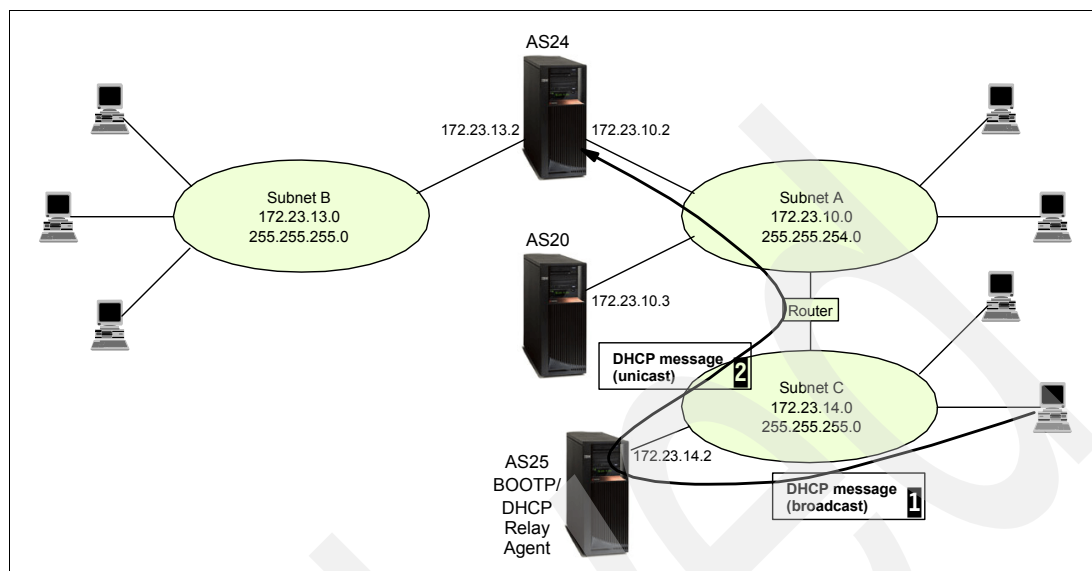 AS24
172.23.13.2
172.23.10.2
Subnet B
172.23.13.0
255.255.255.0
Subnet A
172.23.10.0
255.255.254.0
AS20
172.23.10.3
Router
DHCP message
(unicast)
2
Subnet C
172.23.14.0
255.255.255.0
172.23.14.2
AS25
BOOTP/
DHCP
Relay
Agent
DHCP message
(broadcast)
1